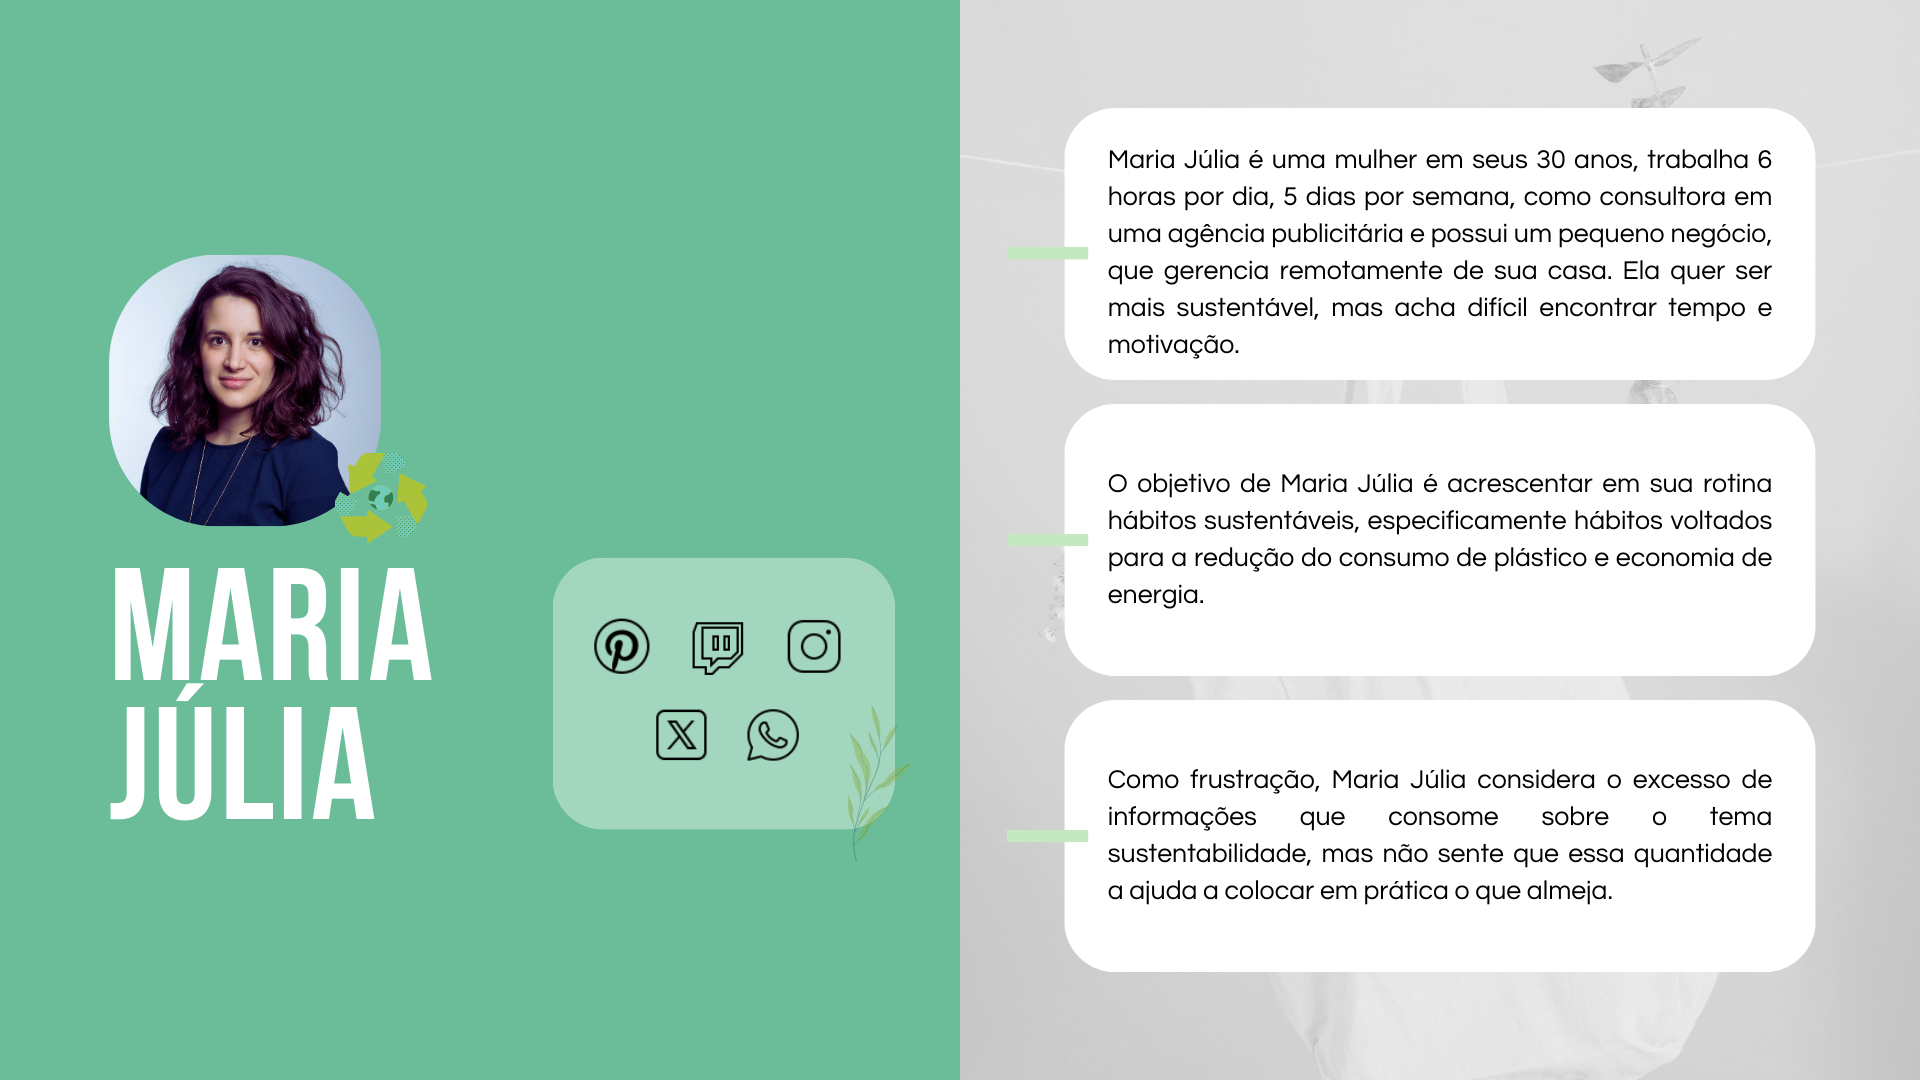 MARIA
JÚLIA
Maria Júlia é uma mulher em seus 30 anos, trabalha 6
horas por dia, 5 dias por semana, como consultora em
uma agência publicitária e possui um pequeno negócio,
que gerencia remotamente de sua casa. Ela quer ser
mais sustentável, mas acha difícil encontrar tempo e
motivação.
O objetivo de Maria Júlia é acrescentar em sua rotina
hábitos sustentáveis, especificamente hábitos voltados
para a redução do consumo de plástico e economia de
energia.
Como frustração, Maria Júlia considera o excesso de
informações que consome sobre o tema
sustentabilidade, mas não sente que essa quantidade
a ajuda a colocar em prática o que almeja.